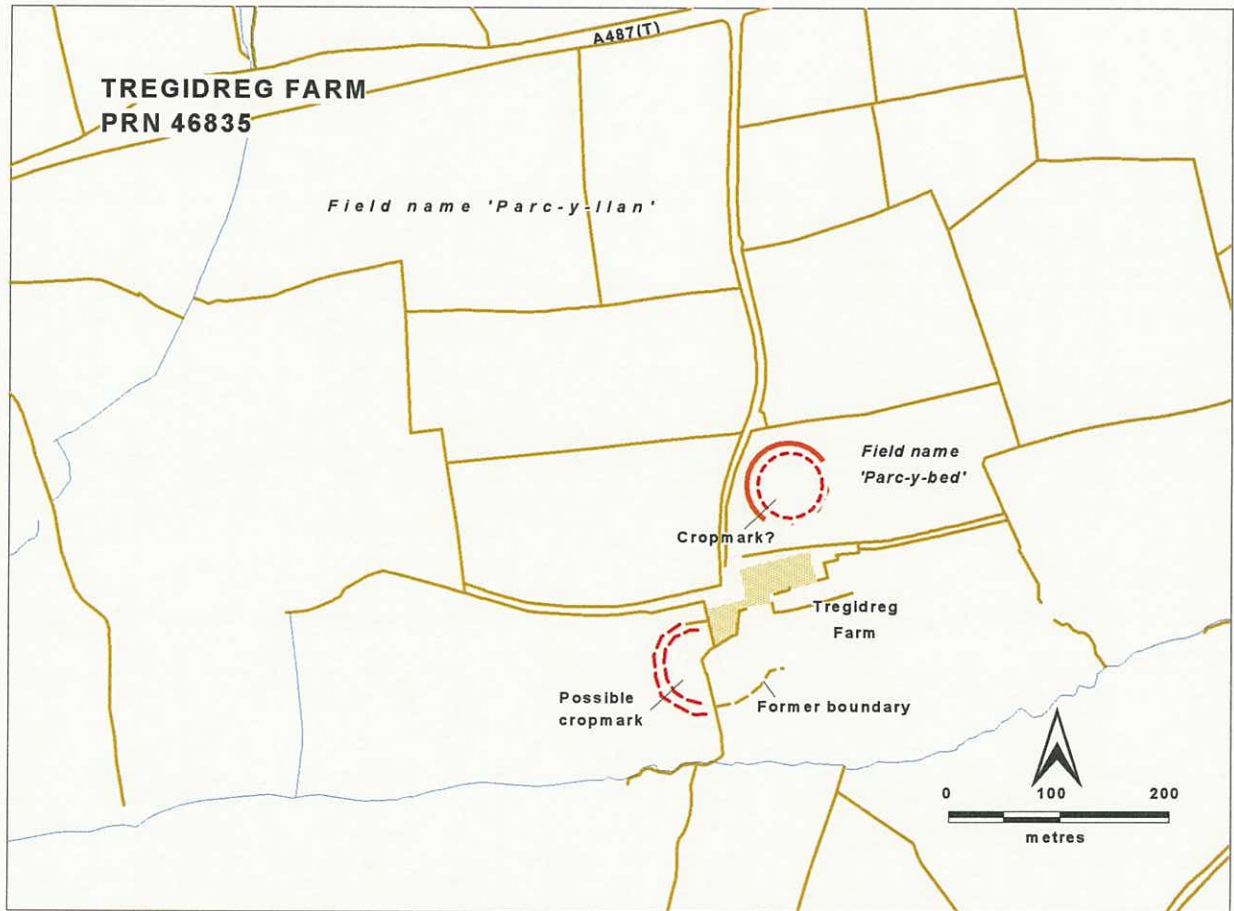 A487(T)
TREGIDREG FARM
PRN 46835
Field name 'Parc-y-llan'
Field name
'Parc-y-bed'
Cropmark?
Tregidreg
Farm
Possible
cropmark
Former boundary
0 100 200
metres